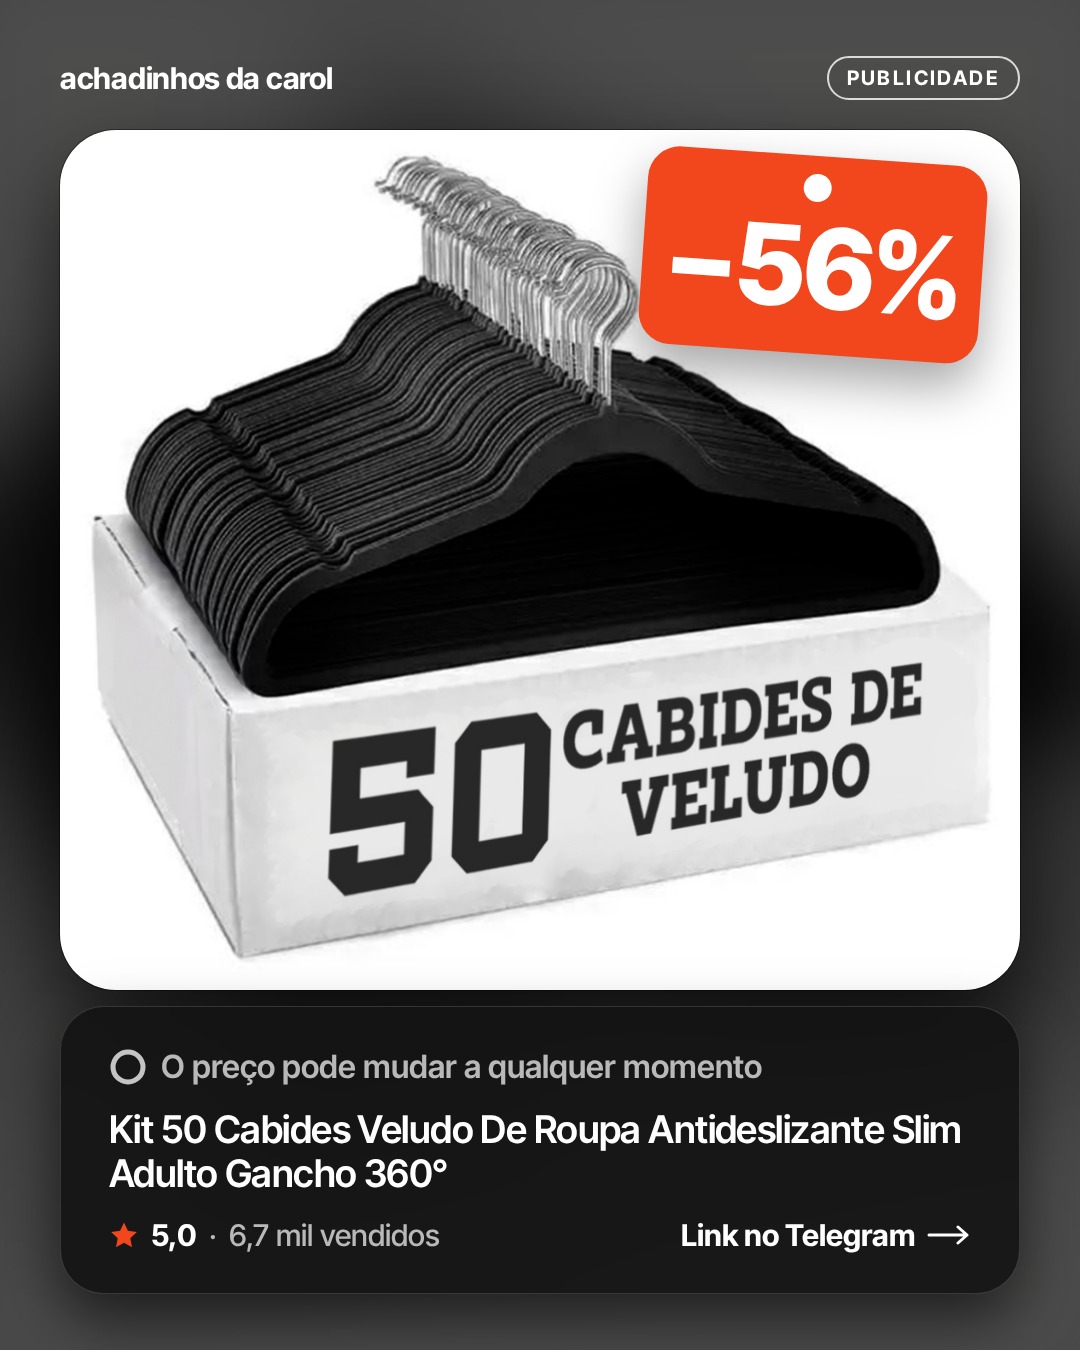 achadinhos da carol
PUBLICIDADE
-56%
50 CABIDES DE
VELUDO
O preço pode mudar a qualquer momento
Kit 50 Cabides Veludo De Roupa Antideslizante Slim
Adulto Gancho 360°
5,0 · 6,7 mil vendidos
Link no Telegram →